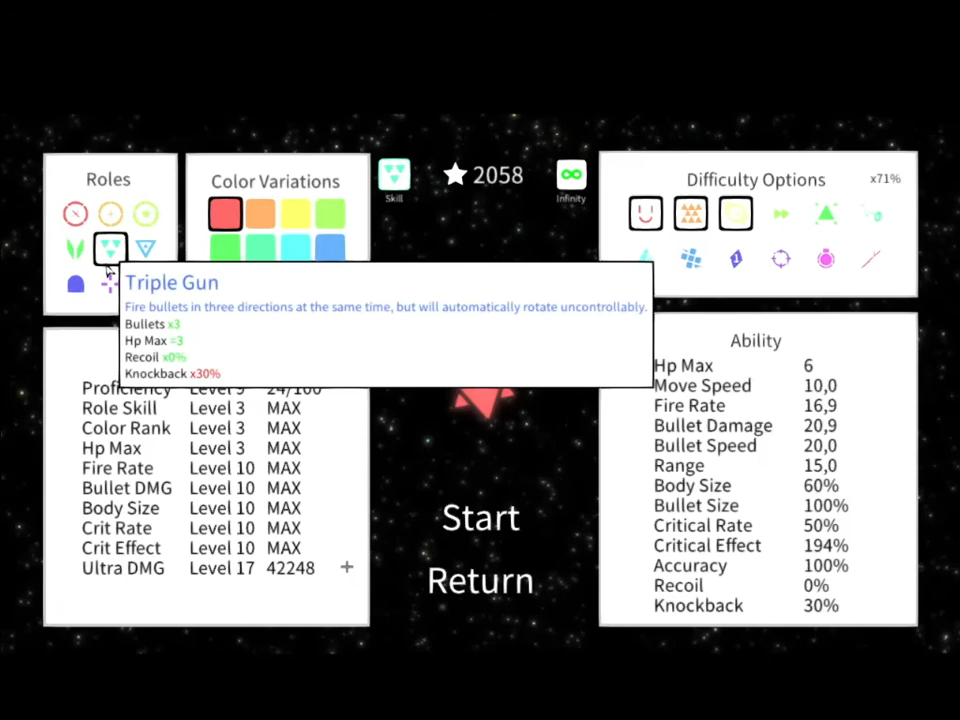 Roles
Color Variations
Skill
2058
Infinity
Difficulty Options
x71%
1
Triple Gun
Fire bullets in three directions at the same time, but will automatically rotate uncontrollably.
Bullets x3
Hp Max =3
Recoil x0%
Knockback x30%
Proficiency Level 9 24/100
Role Skill Level 3 MAX
Color Rank Level 3 MAX
Hp Max Level 3 MAX
Fire Rate Level 10 MAX
Bullet DMG Level 10 MAX
Body Size Level 10 MAX
Crit Rate Level 10 MAX
Crit Effect Level 10 MAX
Ultra DMG Level 17 42248 +
Start
Return
Ability
Hp Max 6
Move Speed 10,0
Fire Rate 16,9
Bullet Damage 20,9
Bullet Speed 20,0
Range 15,0
Body Size 60%
Bullet Size 100%
Critical Rate 50%
Critical Effect 194%
Accuracy 100%
Recoil 0%
Knockback 30%